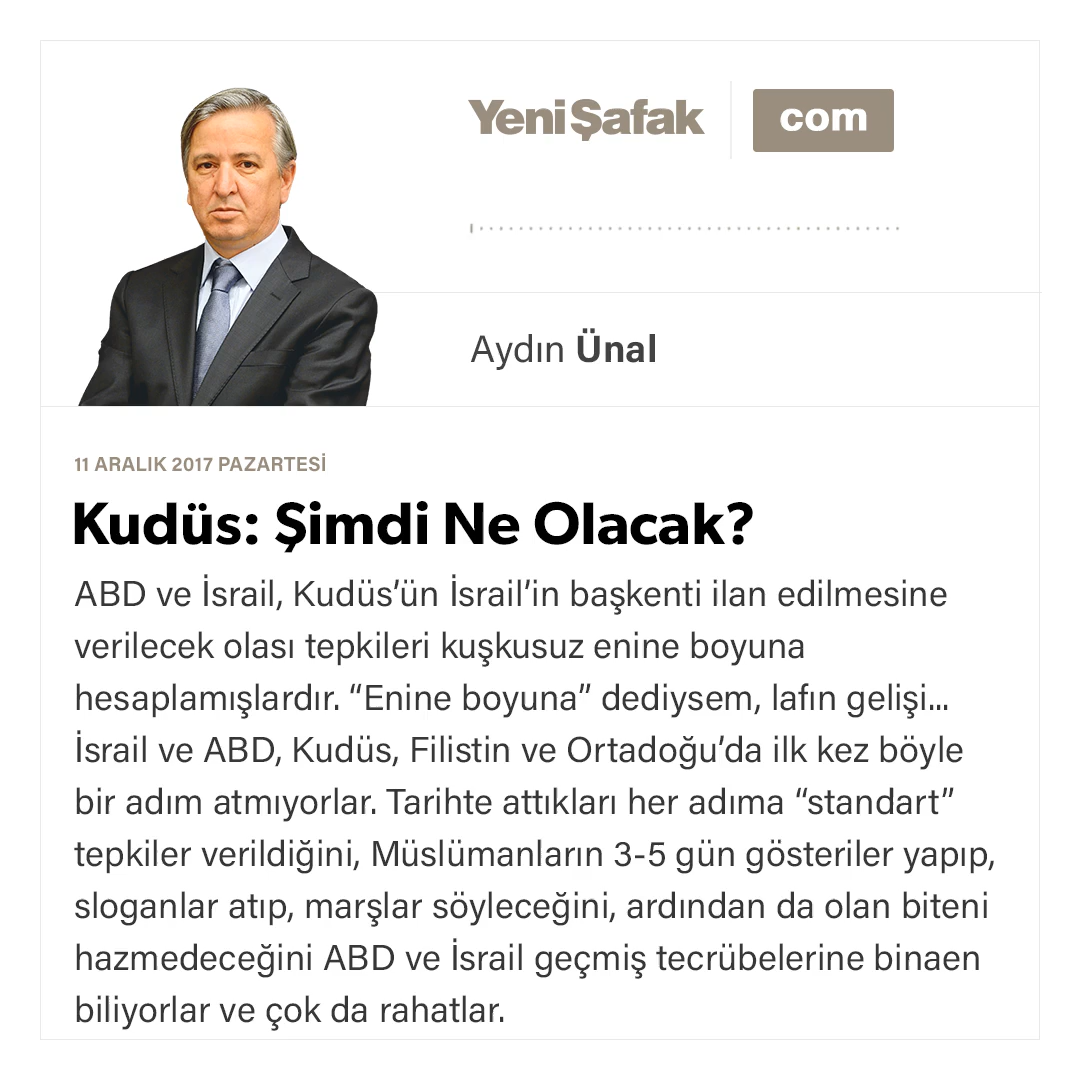 YeniŞafak com
Aydın Ünal
11 ARALIK 2017 PAZARTESİ
Kudüs: Şimdi Ne Olacak?
ABD ve İsrail, Kudüs’ün İsrail’in başkenti ilan edilmesine
verilecek olası tepkileri kuşkusuz enine boyuna
hesaplamışlardır. “Enine boyuna” dediysem, lafın gelişi...
İsrail ve ABD, Kudüs, Filistin ve Ortadoğu’da ilk kez böyle
bir adım atmıyorlar. Tarihte attıkları her adıma “standart”
tepkiler verildiğini, Müslümanların 3-5 gün gösteriler yapıp,
sloganlar atıp, marşlar söyleceğini, ardından da olan biteni
hazmedeceğini ABD ve İsrail geçmiş tecrübelerine binaen
biliyorlar ve çok da rahatlar.